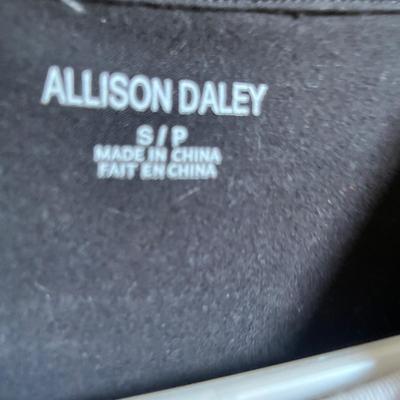 ALLISON DALEY
S / P
MADE IN CHINA
FAIT EN CHINA